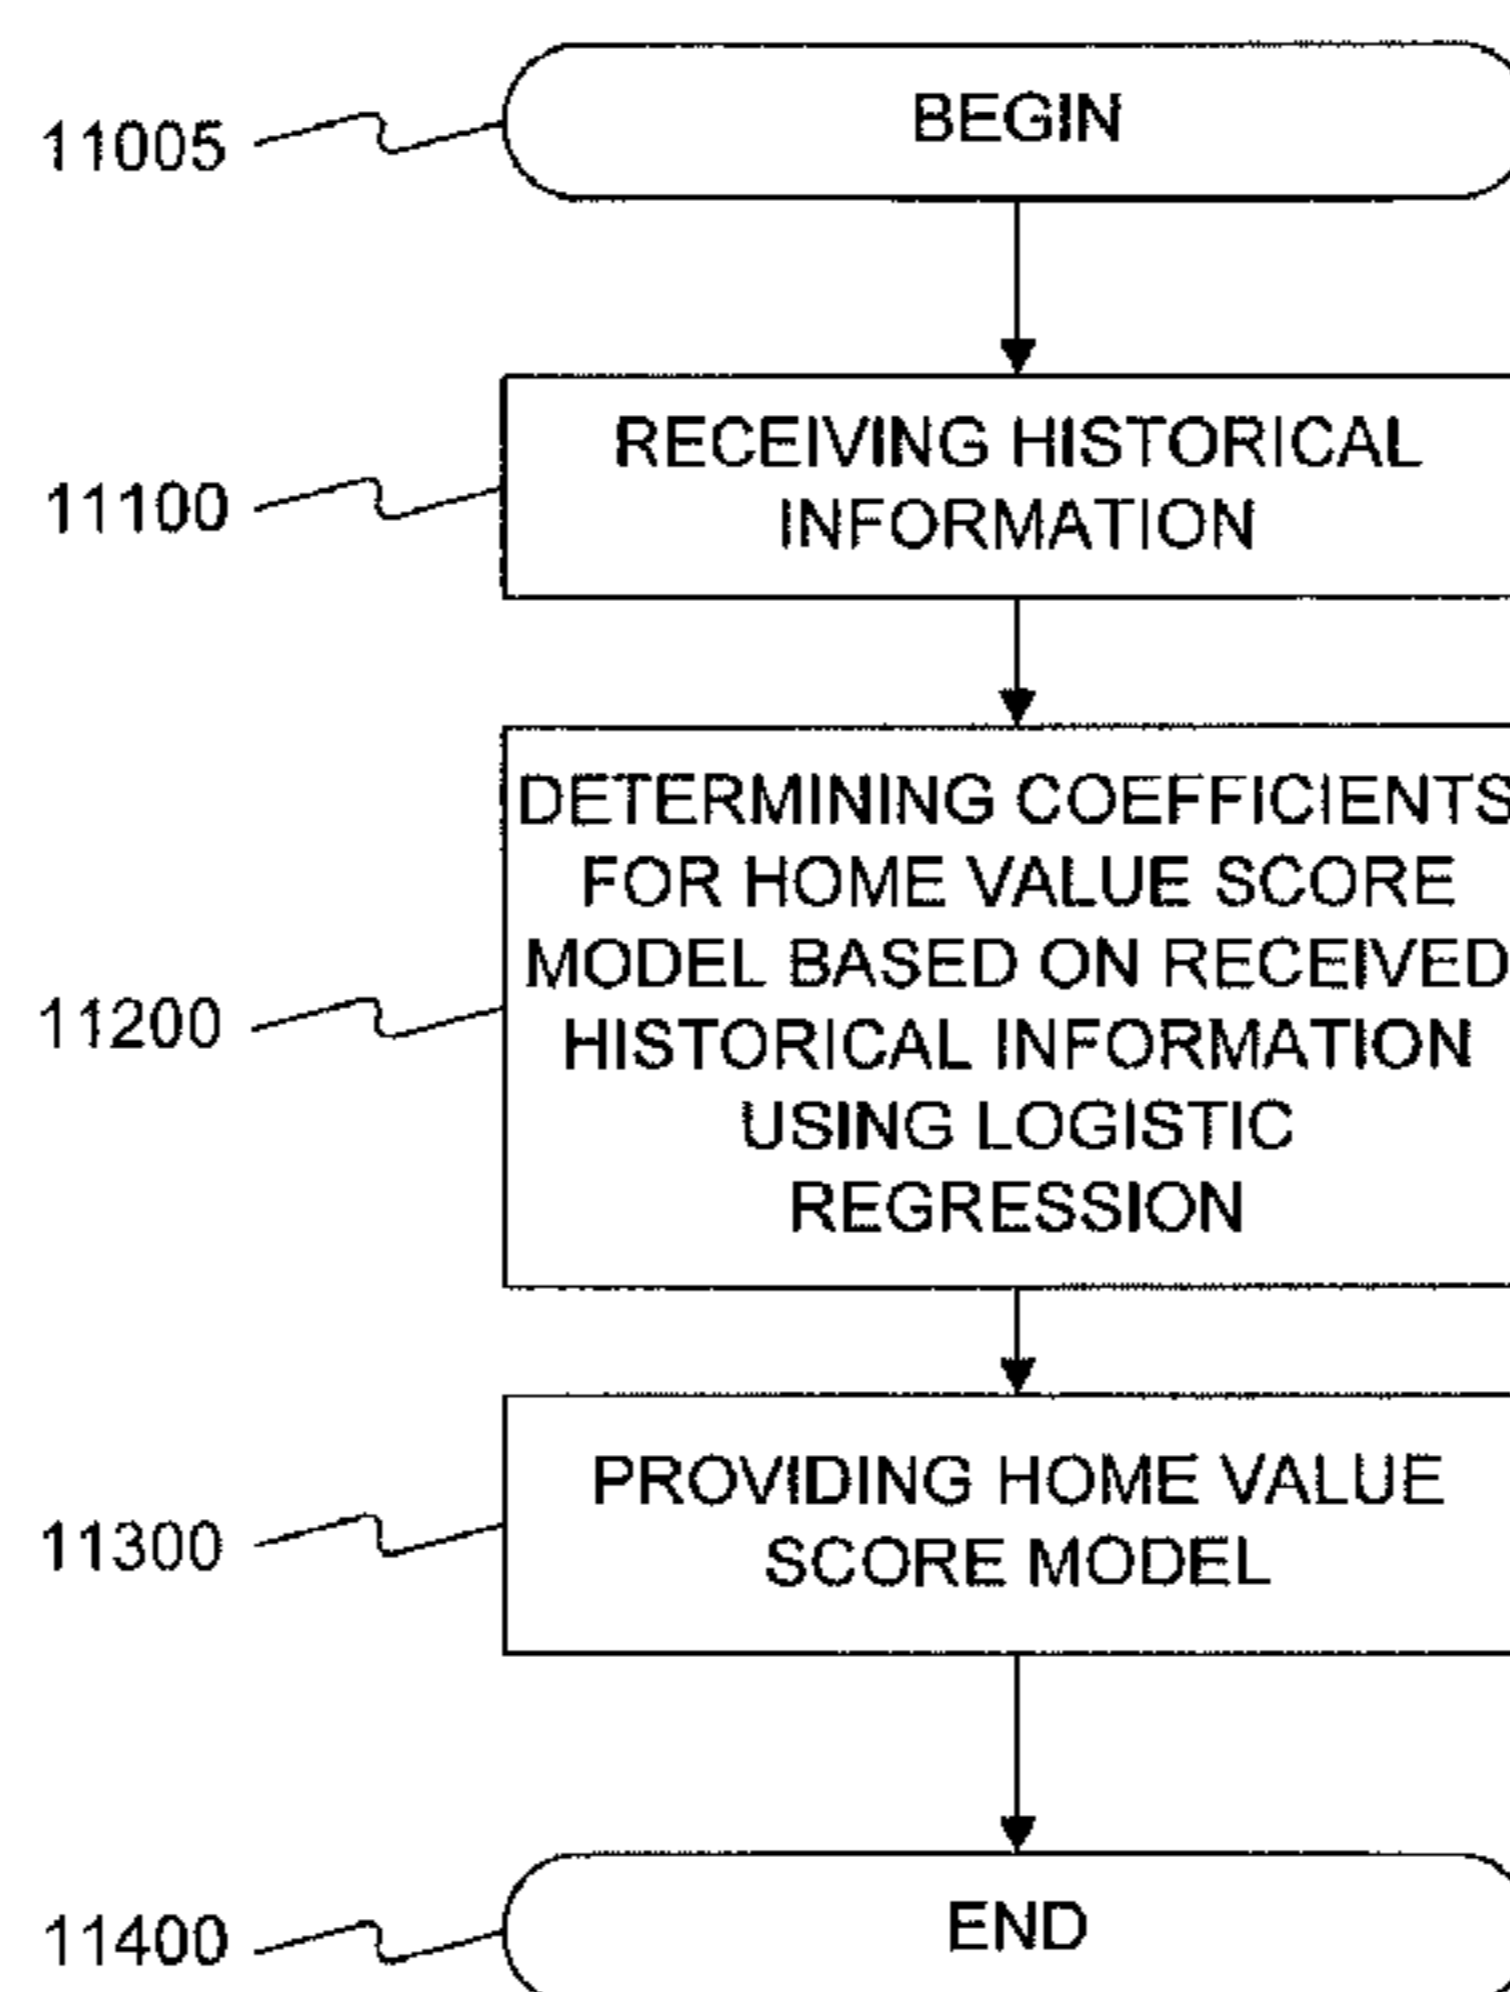 11005
BEGIN
11100
RECEIVING HISTORICAL
INFORMATION
11200
DETERMINING COEFFICIENTS
FOR HOME VALUE SCORE
MODEL BASED ON RECEIVED
HISTORICAL INFORMATION
USING LOGISTIC
REGRESSION
11300
PROVIDING HOME VALUE
SCORE MODEL
11400
END